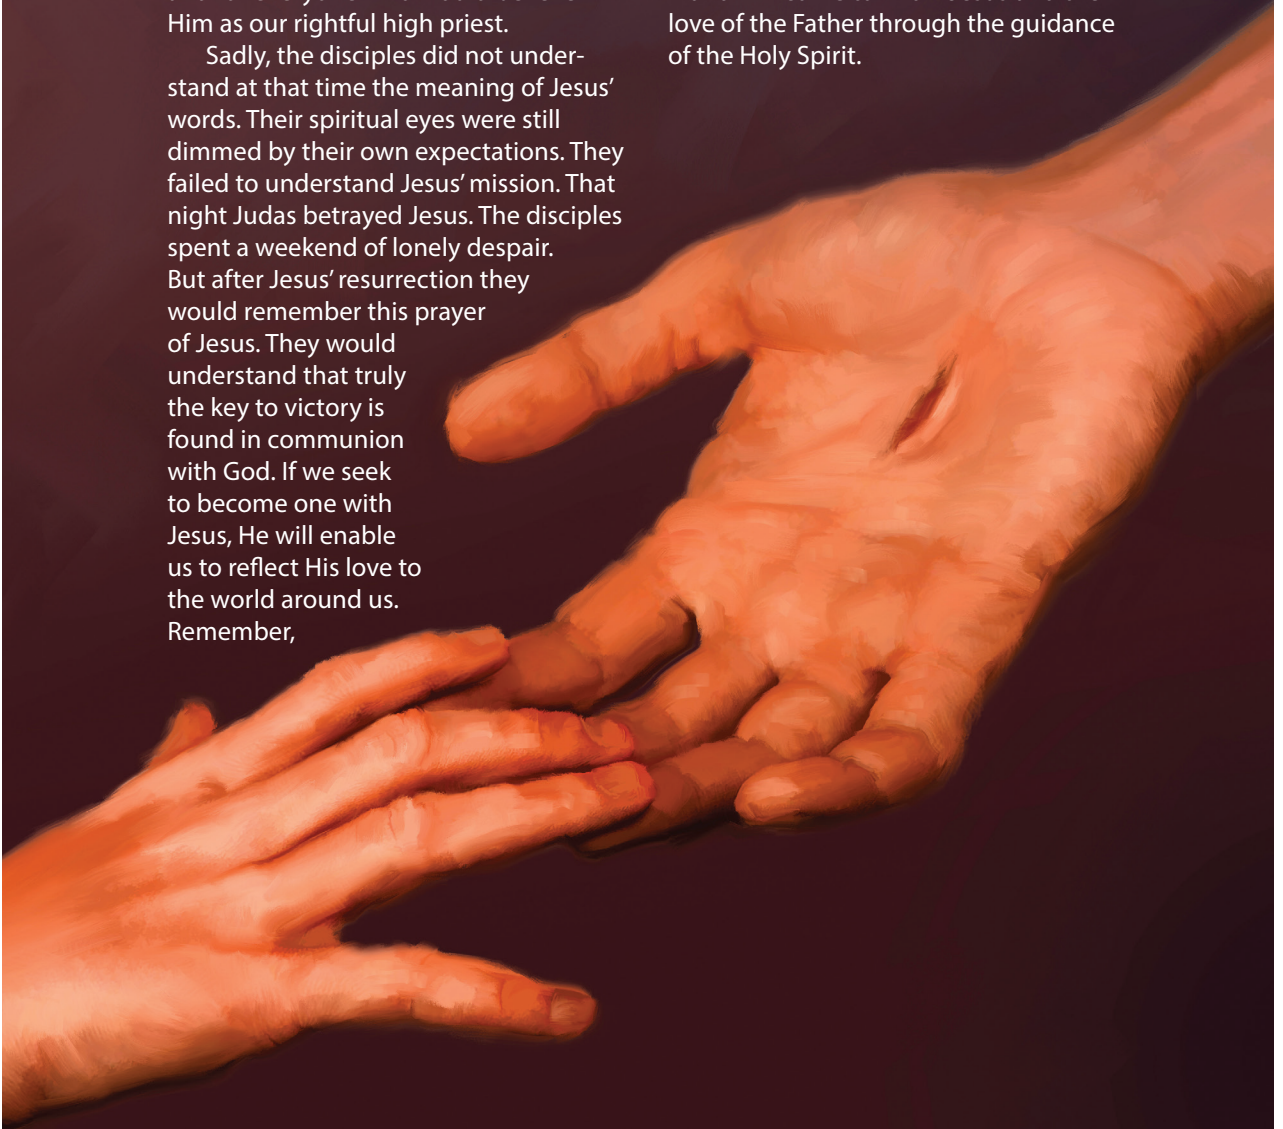 Him as our rightful high priest.
Sadly, the disciples did not under-
stand at that time the meaning of Jesus’
words. Their spiritual eyes were still
dimmed by their own expectations. They
failed to understand Jesus’ mission. That
night Judas betrayed Jesus. The disciples
spent a weekend of lonely despair.
But after Jesus’ resurrection they
would remember this prayer
of Jesus. They would
understand that truly
the key to victory is
found in communion
with God. If we seek
to become one with
Jesus, He will enable
us to reflect His love to
the world around us.
Remember,
love of the Father through the guidance
of the Holy Spirit.